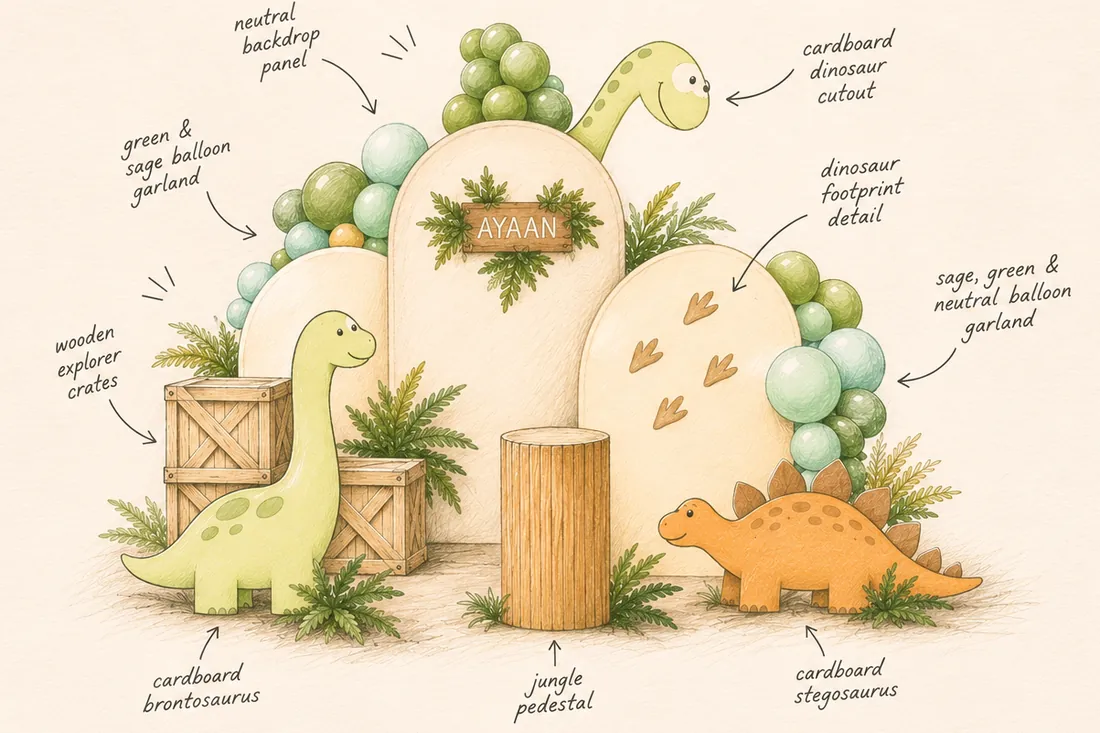 neutral
backdrop
panel
cardboard
dinosaur
cutout
green &
sage balloon
garland
dinosaur
footprint
detail
AYAAN
sage, green &
neutral balloon
garland
wooden
explorer
crates
cardboard
brontosaurus
jungle
pedestal
cardboard
stegosaurus